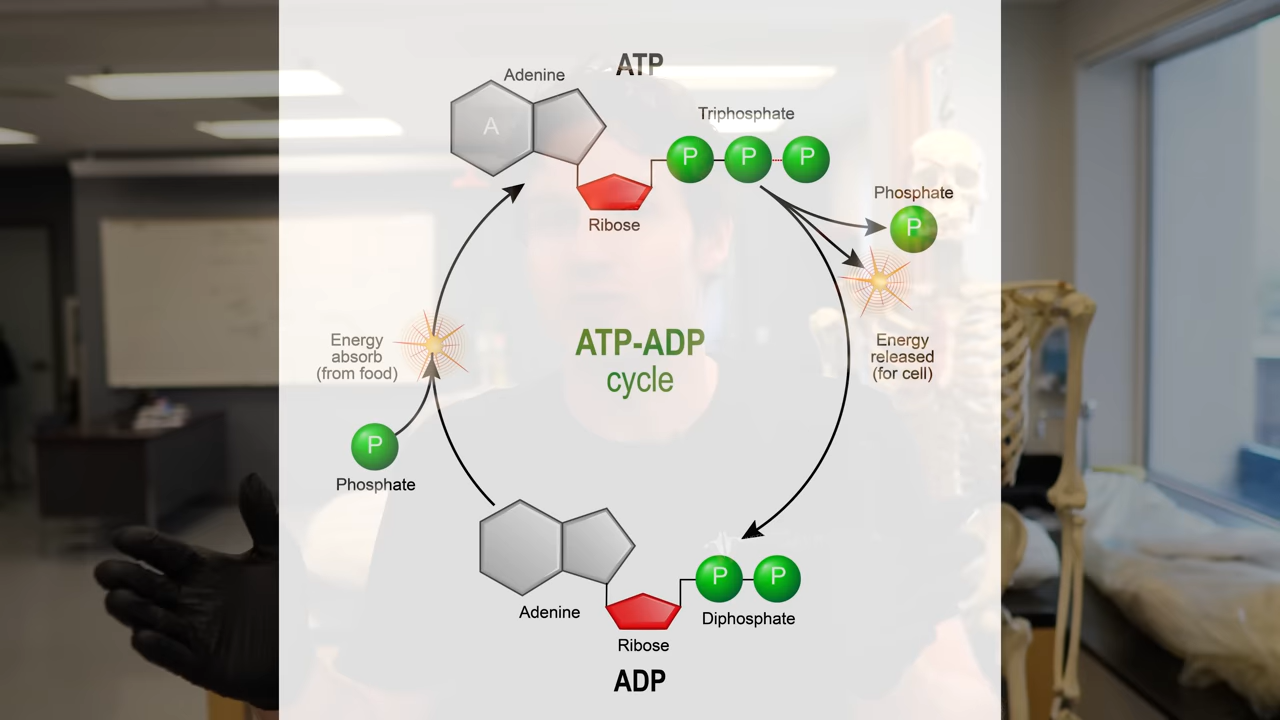 ATP
Adenine
A
Triphosphate
P P P
Ribose
Phosphate
P
Energy
absorb
(from food)
ATP-ADP
cycle
Energy
released
(for cell)
P
Phosphate
P P
Adenine
Diphosphate
Ribose
ADP